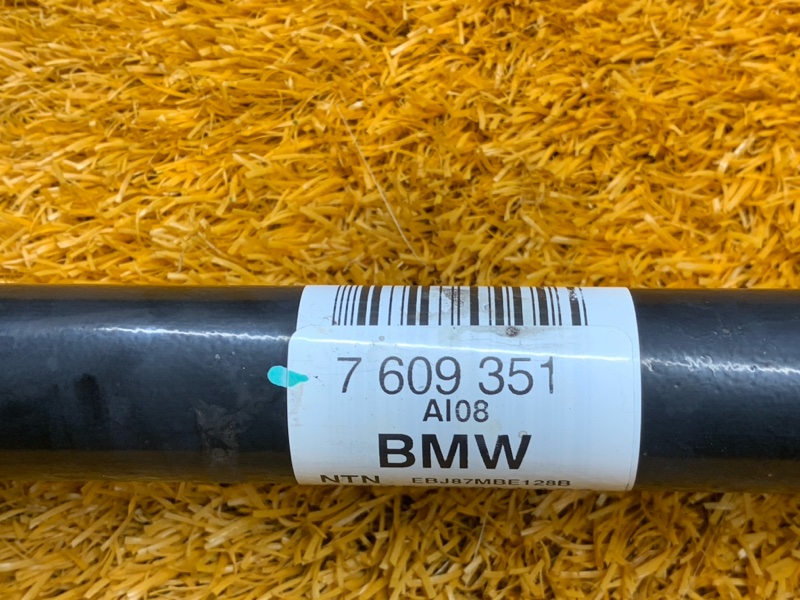 7 609 351
AI08
BMW
NTN EBJ87MBE128B